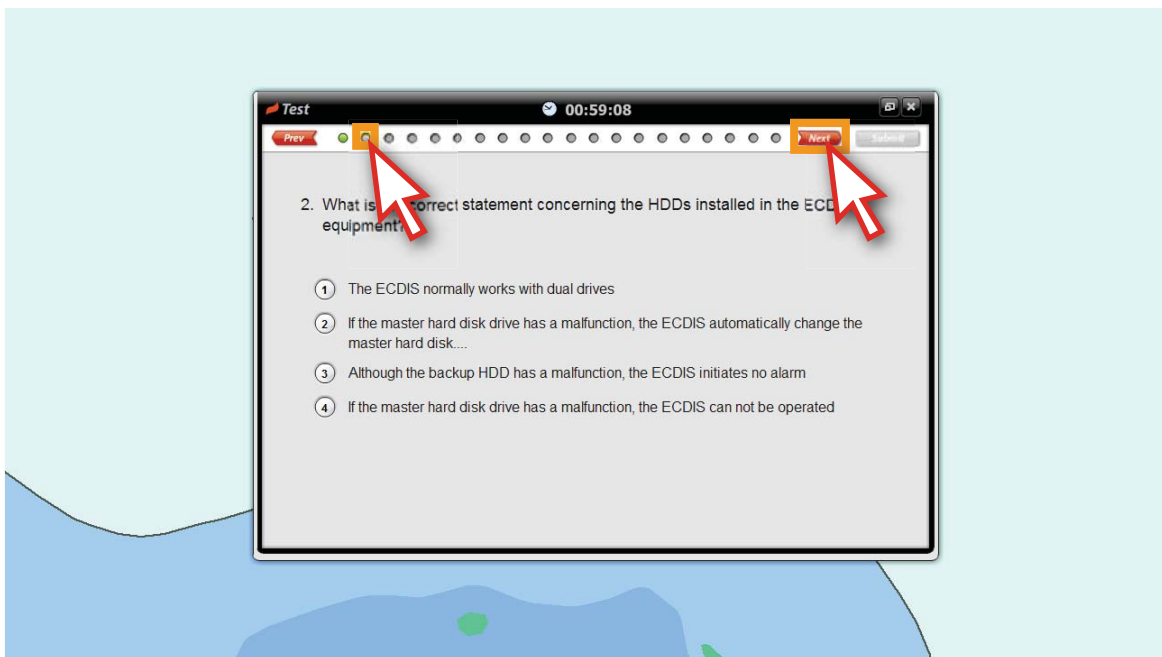 Test 00:59:08
Prev Next Submit
2. What is correct statement concerning the HDDs installed in the ECD
equipment?
1 The ECDIS normally works with dual drives
2 If the master hard disk drive has a malfunction, the ECDIS automatically change the
master hard disk....
3 Although the backup HDD has a malfunction, the ECDIS initiates no alarm
4 If the master hard disk drive has a malfunction, the ECDIS can not be operated